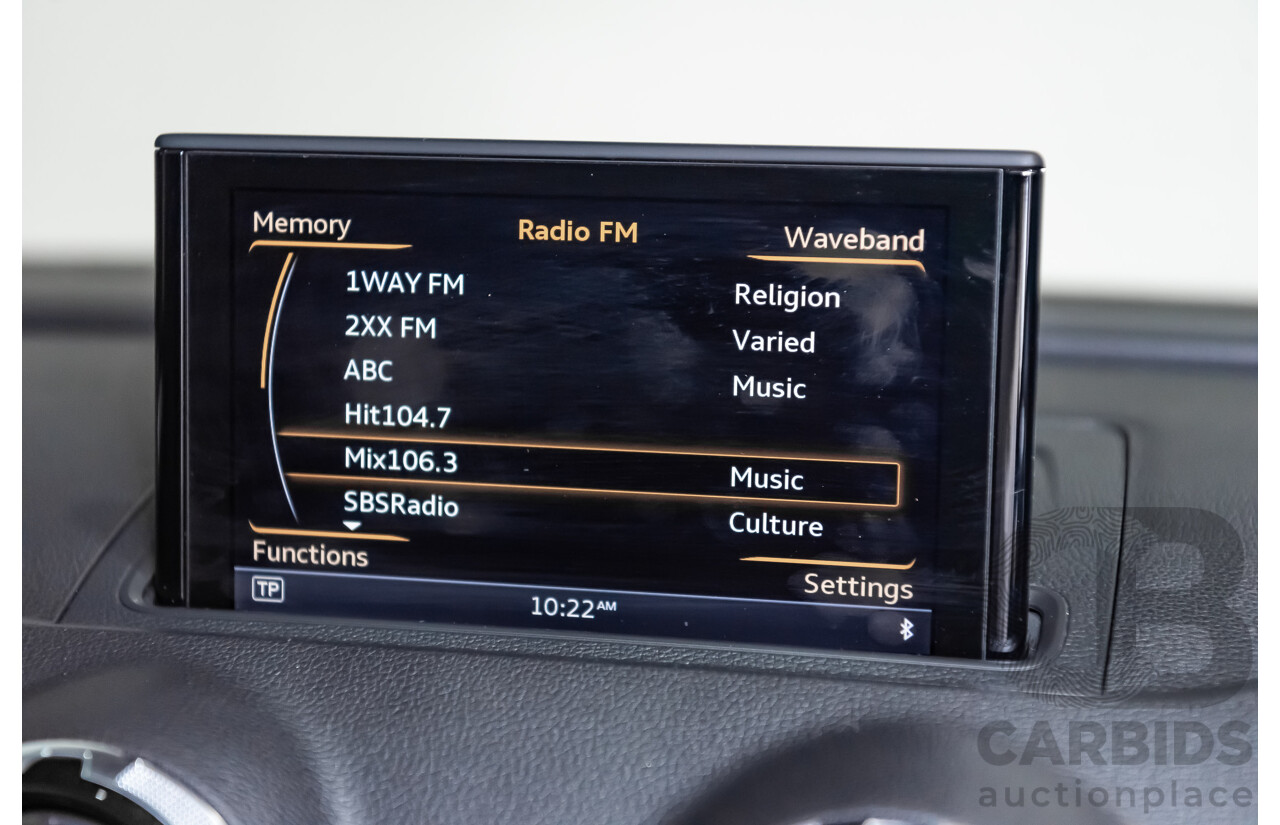 Memory Radio FM Waveband
1WAY FM Religion
2XX FM Varied
ABC Music
Hit104.7
Mix106.3 Music
SBSRadio Culture
Functions Settings
TP 10:22AM
B
CARBIDS
auctionplace